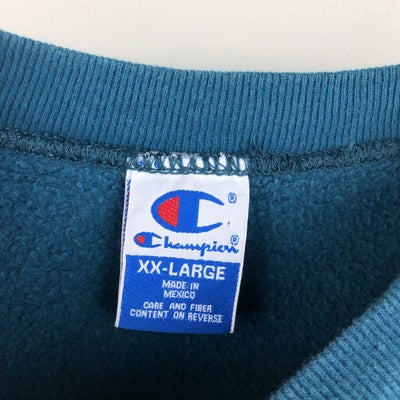 ®
Champion®
XX-LARGE
MADE IN
MEXICO
CARE AND FIBER
CONTENT ON REVERSE